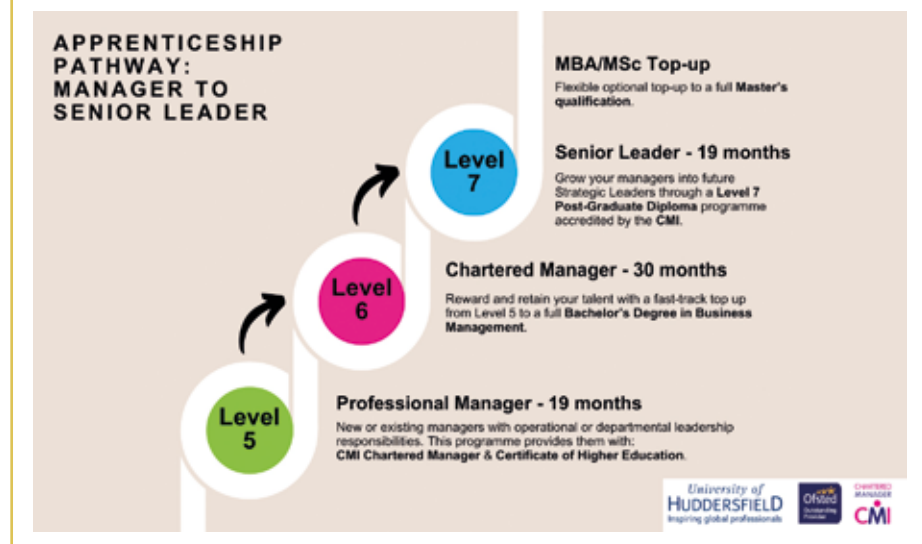 APPRENTICESHIP
PATHWAY:
MANAGER TO
SENIOR LEADER
MBA/MSc Top-up
Flexible optional top-up to a full Master's
qualification.
Level
7
Senior Leader - 19 months
Grow your managers into future
Strategic Leaders through a Level 7
Post-Graduate Diploma programme
accredited by the CMI.
Level
6
Chartered Manager - 30 months
Reward and retain your talent with a fast-track top up
from Level 5 to a full Bachelor's Degree in Business
Management.
Level
5
Professional Manager - 19 months
New or existing managers with operational or departmental leadership
responsibilities. This programme provides them with:
CMI Chartered Manager & Certificate of Higher Education.
University of
HUDDERSFIELD
Inspiring global professionals
Ofsted
Outstanding
Provider
CHARTERED
MANAGER
CMI